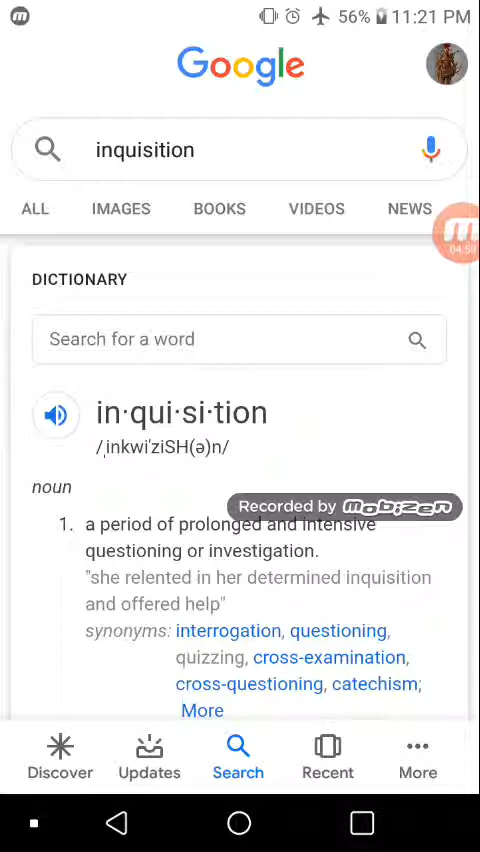 56% 11:21 PM
Google
inquisition
ALL IMAGES BOOKS VIDEOS NEWS
04:59
DICTIONARY
Search for a word
in·qui·si·tion
/ˌinkwiˈziSH(ə)n/
noun
Recorded by mobizen
1. a period of prolonged and intensive
questioning or investigation.
"she relented in her determined inquisition
and offered help"
synonyms: interrogation, questioning,
quizzing, cross-examination,
cross-questioning, catechism;
More
Discover Updates Search Recent More